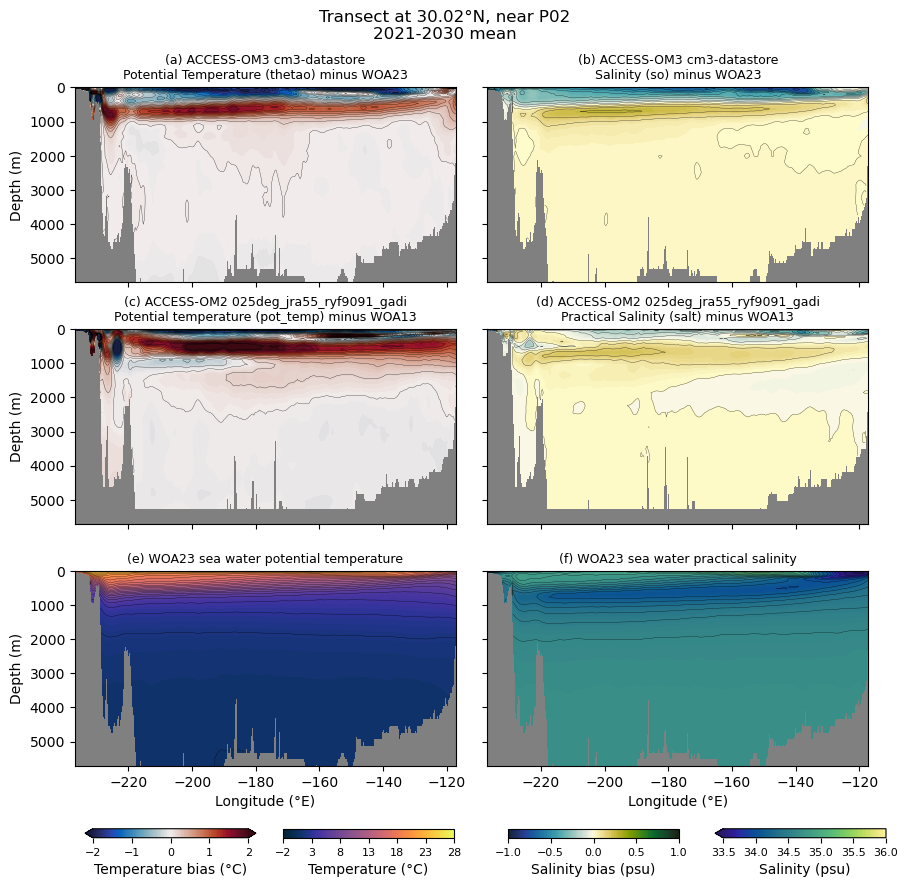 Transect at 30.02°N, near P02
2021-2030 mean
(a) ACCESS-OM3 cm3-datastore
Potential Temperature (thetao) minus WOA23
(b) ACCESS-OM3 cm3-datastore
Salinity (so) minus WOA23
0
1000
2000
3000
4000
5000
Depth (m)
(c) ACCESS-OM2 025deg_jra55_ryf9091_gadi
Potential temperature (pot_temp) minus WOA13
(d) ACCESS-OM2 025deg_jra55_ryf9091_gadi
Practical Salinity (salt) minus WOA13
0
1000
2000
3000
4000
5000
Depth (m)
(e) WOA23 sea water potential temperature
(f) WOA23 sea water practical salinity
0
1000
2000
3000
4000
5000
Depth (m)
−220 −200 −180 −160 −140 −120
Longitude (°E)
−220 −200 −180 −160 −140 −120
Longitude (°E)
−2 −1 0 1 2
Temperature bias (°C)
−2 3 8 13 18 23 28
Temperature (°C)
−1.0 −0.5 0.0 0.5 1.0
Salinity bias (psu)
33.5 34.0 34.5 35.0 35.5 36.0
Salinity (psu)